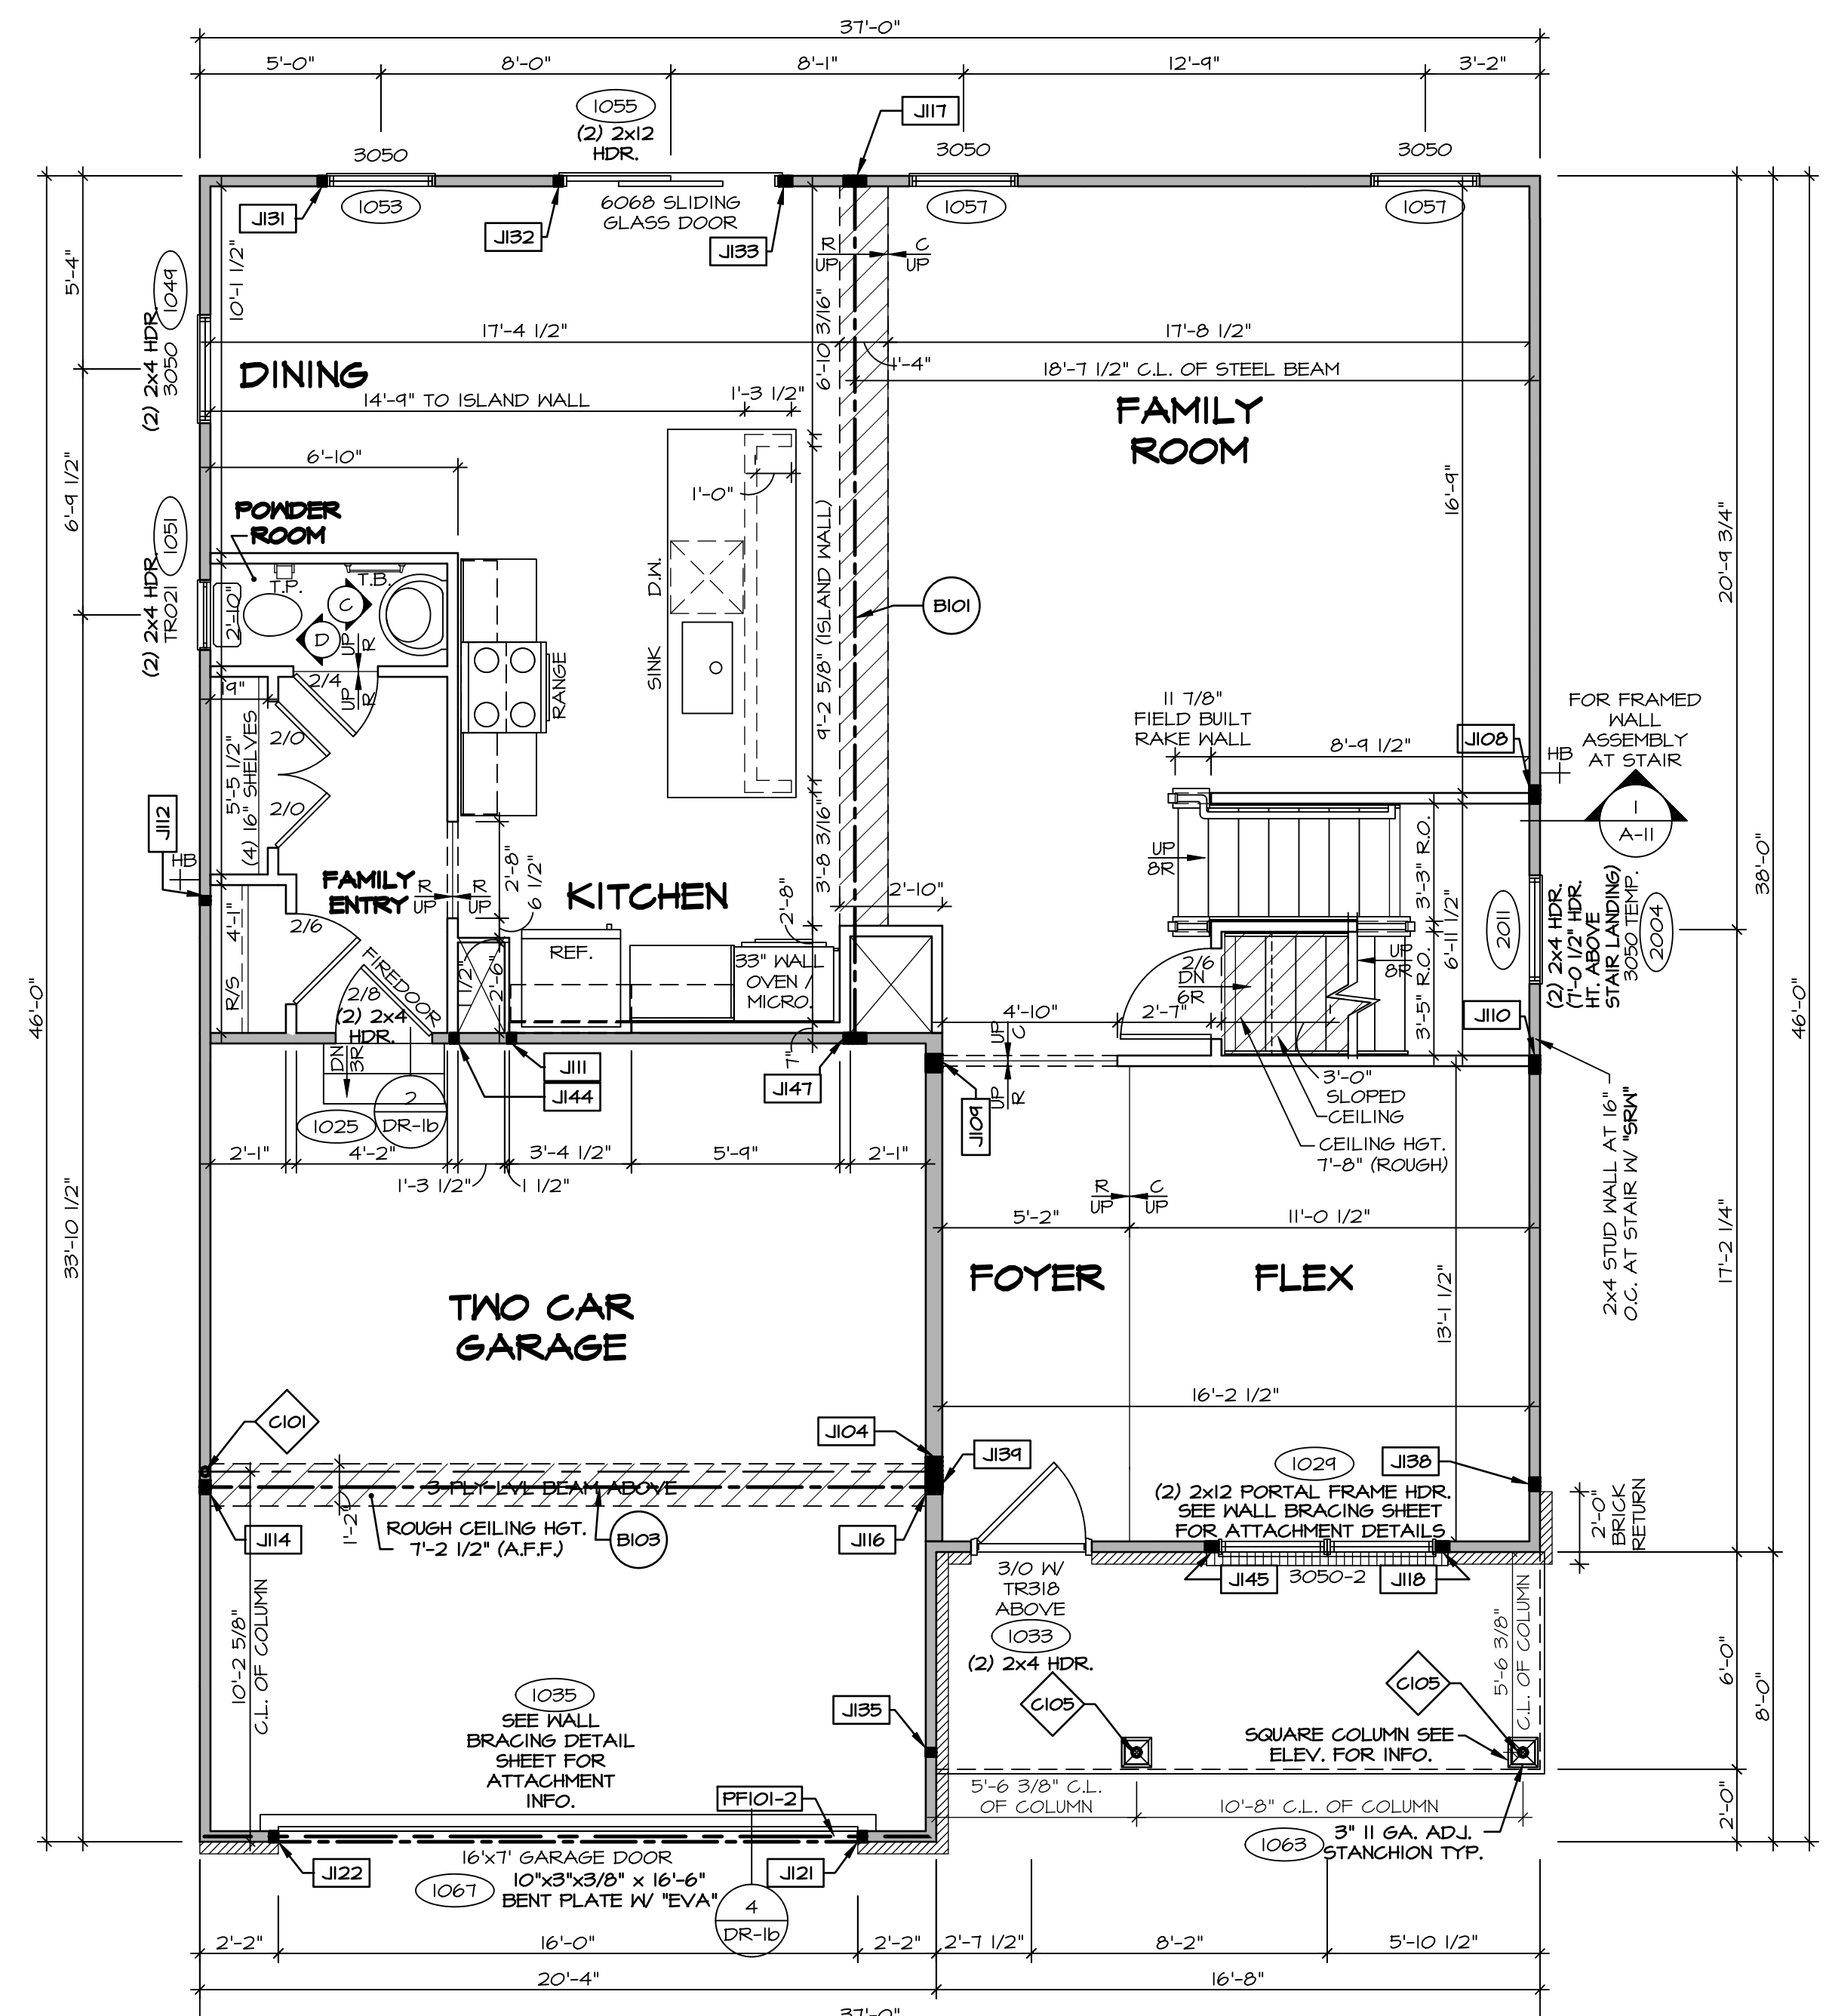 37'-0"
5'-0"
8'-0"
8'-1"
12'-9"
3'-2"
1055
(2) 2x12
HDR.
J117
3050
3050
3050
1053
1057
1057
J131
J132
J133
6068 SLIDING
GLASS DOOR
R
UP
C
UP
5'-4"
1049
(2) 2x4 HDR.
3050
10'-1 1/2"
17'-4 1/2"
6'-10 3/16"
17'-8 1/2"
1'-4"
18'-7 1/2" C.L. OF STEEL BEAM
DINING
14'-9" TO ISLAND WALL
1'-3 1/2"
FAMILY
ROOM
6'-10"
6'-9 1/2"
1'-0"
16'-9"
POWDER
ROOM
1051
(2) 2x4 HDR.
TR021
T.P.
T.B.
C
D
2'-10"
UP
R
UP
R
2/4
D.W.
SINK
RANGE
9'-2 5/8" (ISLAND WALL)
B101
20'-9 3/4"
19"
2/0
2/0
5'-5 1/2"
(4) 16" SHELVES
11 7/8"
FIELD BUILT
RAKE WALL
8'-9 1/2"
J108
HB
FOR FRAMED
WALL
ASSEMBLY
AT STAIR
1
A-11
J112
HB
FAMILY
ENTRY
R
UP
R
UP
2'-8"
6 1/2"
KITCHEN
3'-8 3/16"
2'-8"
2'-10"
UP
8R
3'-3" R.O.
6'-11 1/2"
3'-5" R.O.
2011
(2) 2x4 HDR.
(7'-0 1/2" HDR.
HT. ABOVE
STAIR LANDING)
3050 TEMP.
2004
38'-0"
46'-0"
46'-0"
4'-1"
R/S
2/6
FIREDOOR
2/8
(2) 2x4
HDR.
1 1/2"
2'-6"
REF.
33" WALL
OVEN /
MICRO.
2/6
DN
6R
UP
8R
4'-10"
2'-7"
UP
C
UP
R
J110
DN
3R
2
DR-1b
1025
J111
J144
7"
J147
J109
3'-0"
SLOPED
CEILING
CEILING HGT.
7'-8" (ROUGH)
2x4 STUD WALL AT 16"
O.C. AT STAIR W/ "SRW"
2'-1"
4'-2"
3'-4 1/2"
5'-9"
2'-1"
1'-3 1/2"
1 1/2"
R
UP
C
UP
5'-2"
11'-0 1/2"
33'-10 1/2"
17'-2 1/4"
FOYER
FLEX
TWO CAR
GARAGE
13'-1 1/2"
16'-2 1/2"
C101
J104
J139
1029
J138
3-PLY LVL BEAM ABOVE
(2) 2x12 PORTAL FRAME HDR.
SEE WALL BRACING SHEET
FOR ATTACHMENT DETAILS
J114
1'-2"
ROUGH CEILING HGT.
7'-2 1/2" (A.F.F.)
B103
J116
2'-0"
BRICK
RETURN
3/0 W/
TR318
ABOVE
1033
(2) 2x4 HDR.
J145
3050-2
J118
10'-2 5/8"
C.L. OF COLUMN
5'-6 3/8"
C.L. OF COLUMN
C105
C105
6'-0"
8'-0"
1035
SEE WALL
BRACING DETAIL
SHEET FOR
ATTACHMENT
INFO.
J135
SQUARE COLUMN SEE
ELEV. FOR INFO.
PF101-2
5'-6 3/8" C.L.
OF COLUMN
10'-8" C.L. OF COLUMN
2'-0"
1063
3" 11 GA. ADJ.
STANCHION TYP.
J122
16'x7' GARAGE DOOR
J121
1067
10"x3"x3/8" x 16'-6"
BENT PLATE W/ "EVA"
4
DR-1b
2'-2"
16'-0"
2'-2"
2'-7 1/2"
8'-2"
5'-10 1/2"
20'-4"
16'-8"
37'-0"